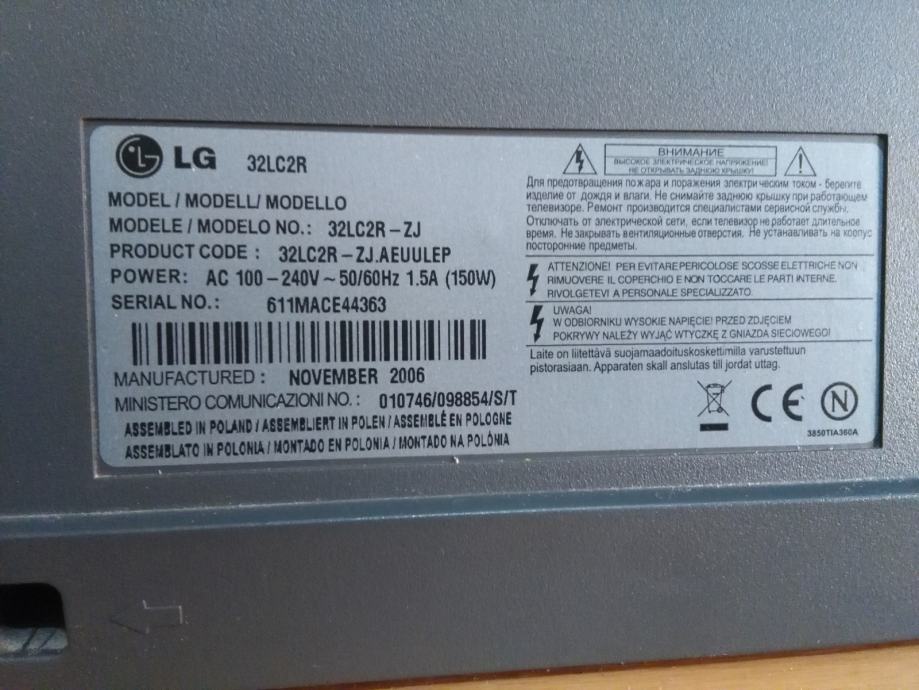 LG 32LC2R
MODEL / MODELL/ MODELLO
MODELE / MODELO NO.: 32LC2R-ZJ
PRODUCT CODE : 32LC2R-ZJ.AEUULEP
POWER: AC 100-240V~50/60Hz 1.5A (150W)
SERIAL NO.: 611MACE44363
MANUFACTURED : NOVEMBER 2006
MINISTERO COMUNICAZIONI NO.: 010746/098854/S/T
ASSEMBLED IN POLAND / ASSEMBLIERT IN POLEN / ASSEMBLÉ EN POLOGNE
ASSEMBLATO IN POLONIA / MONTADO EN POLONIA / MONTADO NA POLÓNIA
ВНИМАНИЕ
ВЫСОКОЕ ЭЛЕКТРИЧЕСКОЕ НАПРЯЖЕНИЕ!
НЕ ОТКРЫВАТЬ ЗАДНЮЮ КРЫШКУ!
Для предотвращения пожара и поражения электрическим током - берегите
изделие от дождя и влаги. Не снимайте заднюю крышку при работающем
телевизоре. Ремонт производится специалистами сервисной службы.
Отключать от электрической сети, если телевизор не работает длительное
время. Не закрывать вентиляционные отверстия. Не устанавливать на корпус
посторонние предметы.
ATTENZIONE! PER EVITARE PERICOLOSE SCOSSE ELETTRICHE NON
RIMUOVERE IL COPERCHIO E NON TOCCARE LE PARTI INTERNE.
RIVOLGETEVI A PERSONALE SPECIALIZZATO.
UWAGA!
W ODBIORNIKU WYSOKIE NAPIĘCIE! PRZED ZDJĘCIEM
POKRYWY NALEŻY WYJĄĆ WTYCZKĘ Z GNIAZDA SIECIOWEGO!
Laite on liitettävä suojamaadoituskoskettimilla varustettuun
pistorasiaan. Apparaten skall anslutas till jordat uttag.
CE N
3850TIA360A